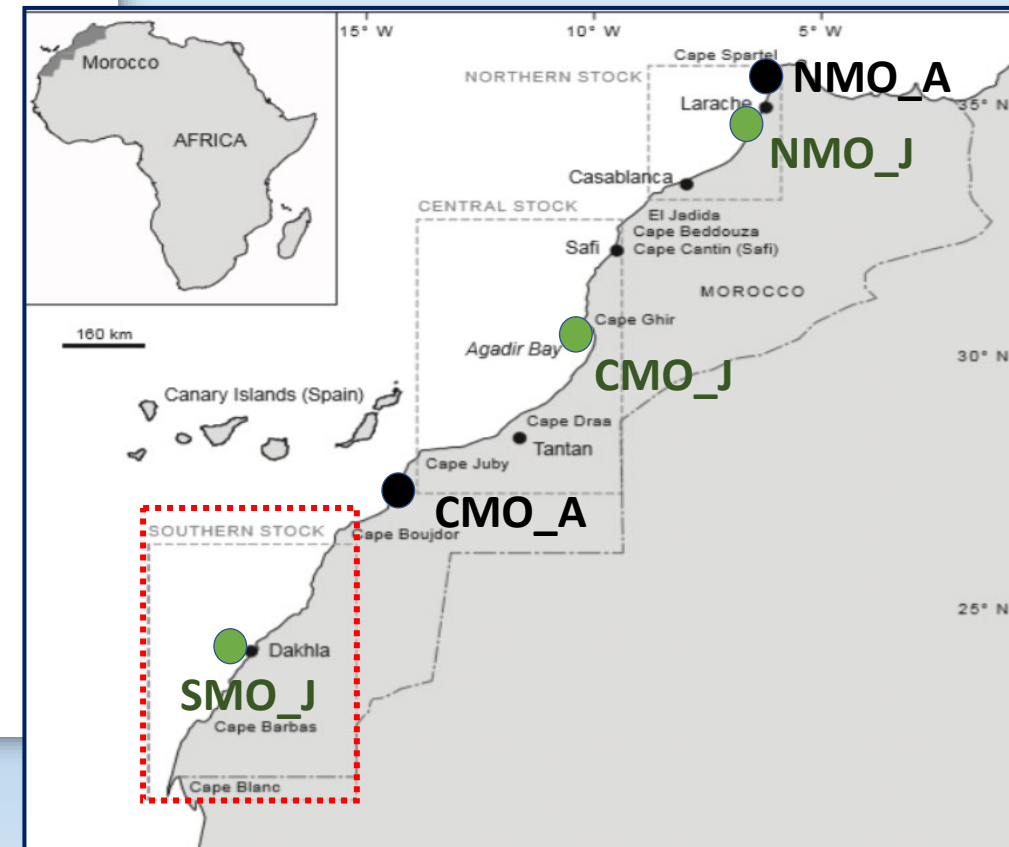 15° W
10° W
5° W
Morocco
AFRICA
Cape Spartel
NORTHERN STOCK
NMO_A
Larache
35° N
NMO_J
Casablanca
CENTRAL STOCK
El Jadida
Cape Beddouza
Safi
Cape Cantin (Safi)
MOROCCO
160 km
Cape Ghir
Agadir Bay
30° N
CMO_J
Canary Islands (Spain)
Cape Draa
Tantan
Cape Juby
CMO_A
SOUTHERN STOCK
Cape Boujdor
25° N
Dakhla
SMO_J
Cape Barbas
Cape Blanc